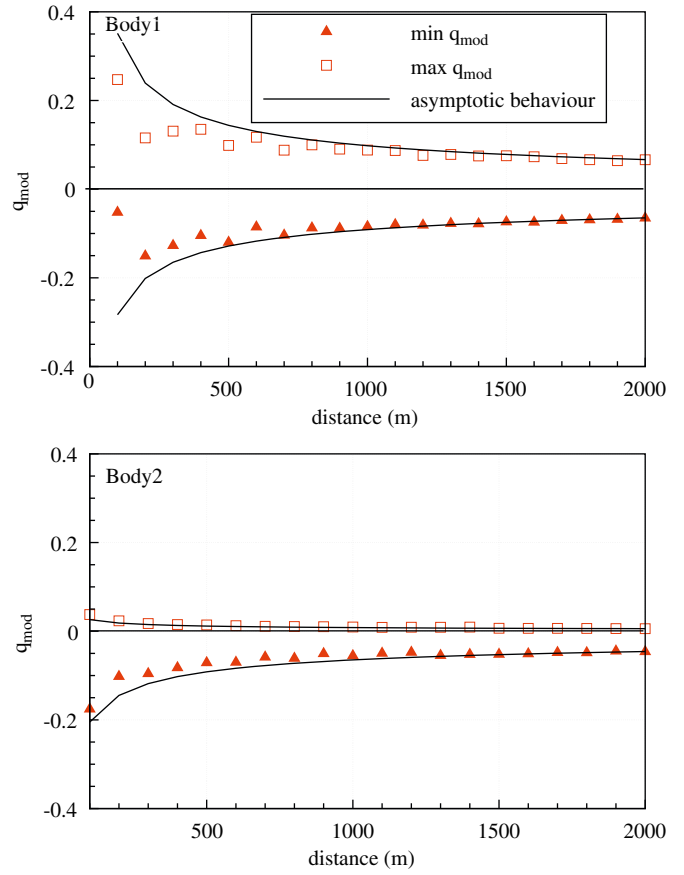 Body1
min q_mod
max q_mod
asymptotic behaviour
0.4
0.2
0
-0.2
-0.4
q_mod
0 500 1000 1500 2000
distance (m)
Body2
0.4
0.2
0
-0.2
-0.4
q_mod
500 1000 1500 2000
distance (m)